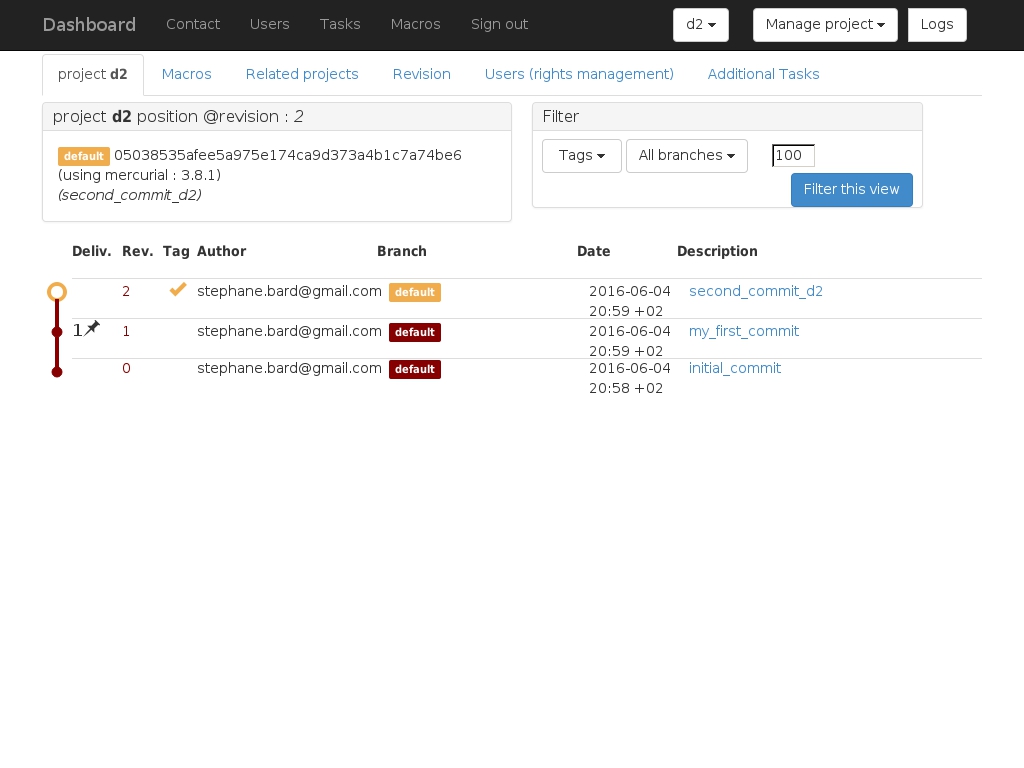 Dashboard Contact Users Tasks Macros Sign out d2 Manage project Logs
project d2 Macros Related projects Revision Users (rights management) Additional Tasks
project d2 position @revision : 2
default 05038535afee5a975e174ca9d373a4b1c7a74be6
(using mercurial : 3.8.1)
(second_commit_d2)
Filter
Tags All branches 100
Filter this view
Deliv. Rev. Tag Author Branch Date Description
2 stephane.bard@gmail.com default 2016-06-04 second_commit_d2
20:59 +02
1 1 stephane.bard@gmail.com default 2016-06-04 my_first_commit
20:59 +02
0 stephane.bard@gmail.com default 2016-06-04 initial_commit
20:58 +02